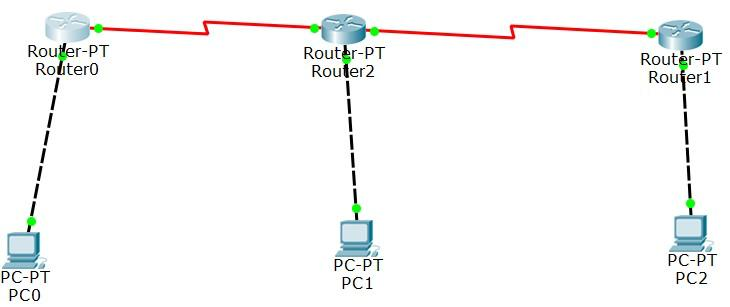 Router-PT
Router0
Router-PT
Router2
Router-PT
Router1
PC-PT
PC0
PC-PT
PC1
PC-PT
PC2